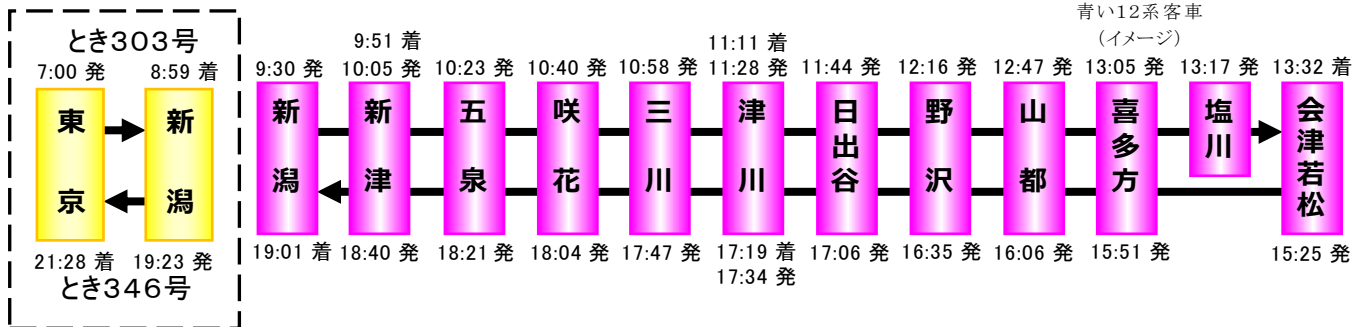 青い12系客車
(イメージ)
とき303号
7:00 発 8:59 着
東京
新潟
21:28 着 19:23 発
とき346号
9:51 着 11:11 着
9:30 発 10:05 発 10:23 発 10:40 発 10:58 発 11:28 発 11:44 発 12:16 発 12:47 発 13:05 発 13:17 発 13:32 着
新潟
新津
五泉
咲花
三川
津川
日出谷
野沢
山都
喜多方
塩川
会津若松
19:01 着 18:40 発 18:21 発 18:04 発 17:47 発 17:19 着 17:06 発 16:35 発 16:06 発 15:51 発 15:25 発
17:34 発